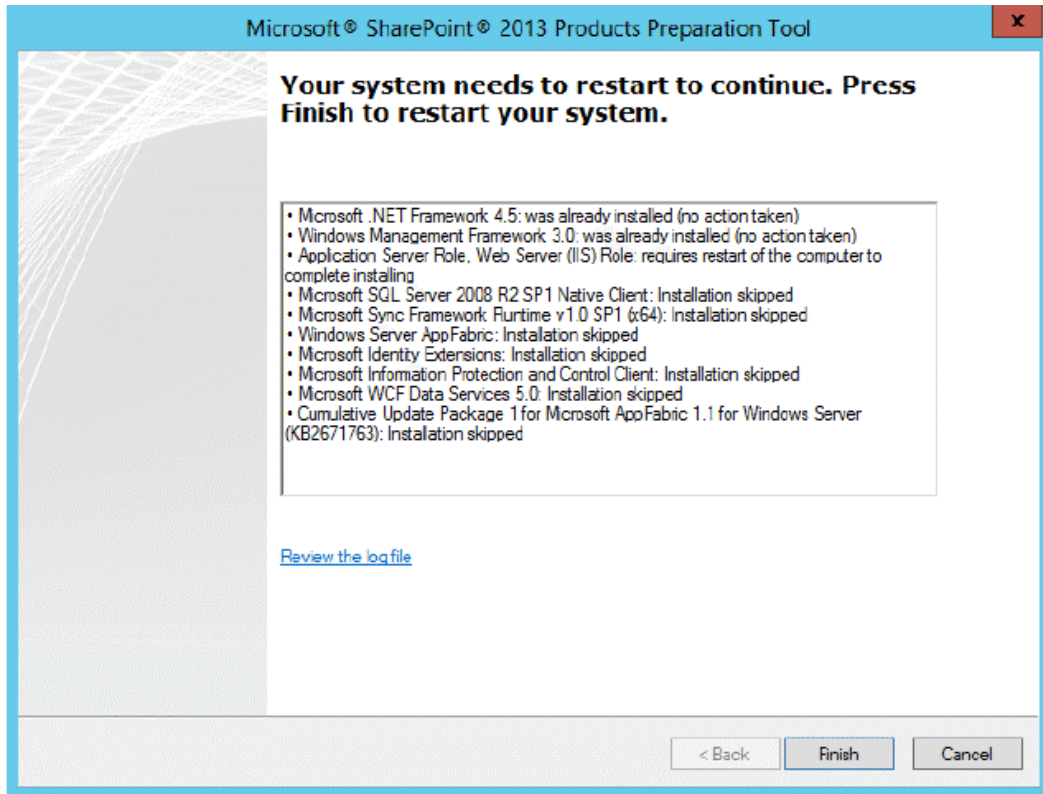 Microsoft® SharePoint® 2013 Products Preparation Tool
x
Your system needs to restart to continue. Press
Finish to restart your system.
• Microsoft .NET Framework 4.5: was already installed (no action taken)
• Windows Management Framework 3.0: was already installed (no action taken)
• Application Server Role, Web Server (IIS) Role: requires restart of the computer to
complete installing
• Microsoft SQL Server 2008 R2 SP1 Native Client: Installation skipped
• Microsoft Sync Framework Runtime v1.0 SP1 (x64): Installation skipped
• Windows Server AppFabric: Installation skipped
• Microsoft Identity Extensions: Installation skipped
• Microsoft Information Protection and Control Client: Installation skipped
• Microsoft WCF Data Services 5.0: Installation skipped
• Cumulative Update Package 1 for Microsoft AppFabric 1.1 for Windows Server
(KB2671763): Installation skipped
Review the log file
< Back Finish Cancel